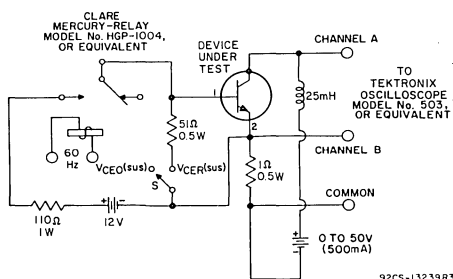 CLARE
MERCURY-RELAY
MODEL No. HGP-1004,
OR EQUIVALENT
DEVICE
UNDER
TEST
CHANNEL A
1
2
25mH
TO
TEKTRONIX
OSCILLOSCOPE
MODEL No. 503,
OR EQUIVALENT
51Ω
0.5W
CHANNEL B
60
Hz
VCEO(sus)
VCER(sus)
S
1Ω
0.5W
COMMON
110Ω
1W
+
-
12V
+
-
0 TO 50V
(500mA)
92CS-13239R3